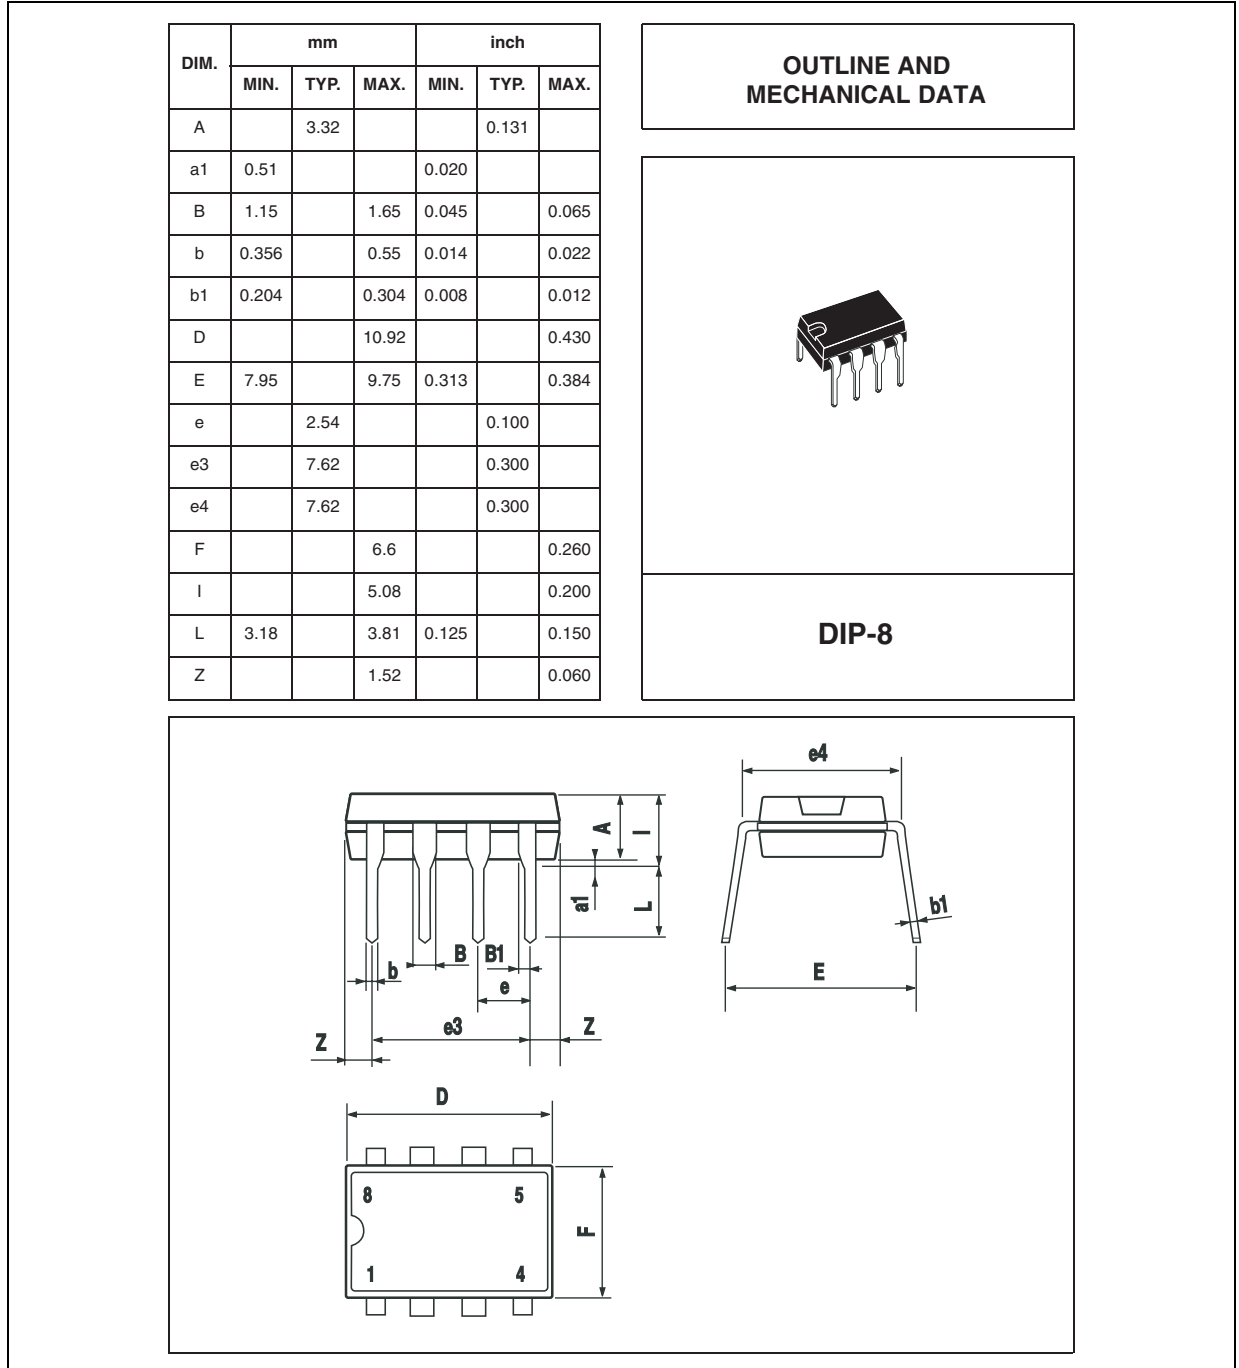 DIM. mm inch
MIN. TYP. MAX. MIN. TYP. MAX.
A 3.32 0.131
a1 0.51 0.020
B 1.15 1.65 0.045 0.065
b 0.356 0.55 0.014 0.022
b1 0.204 0.304 0.008 0.012
D 10.92 0.430
E 7.95 9.75 0.313 0.384
e 2.54 0.100
e3 7.62 0.300
e4 7.62 0.300
F 6.6 0.260
I 5.08 0.200
L 3.18 3.81 0.125 0.150
Z 1.52 0.060
OUTLINE AND
MECHANICAL DATA
DIP-8
e4
A I
a1 L
b1
b B B1
e
E
e3
Z Z
D
8 5
F
1 4